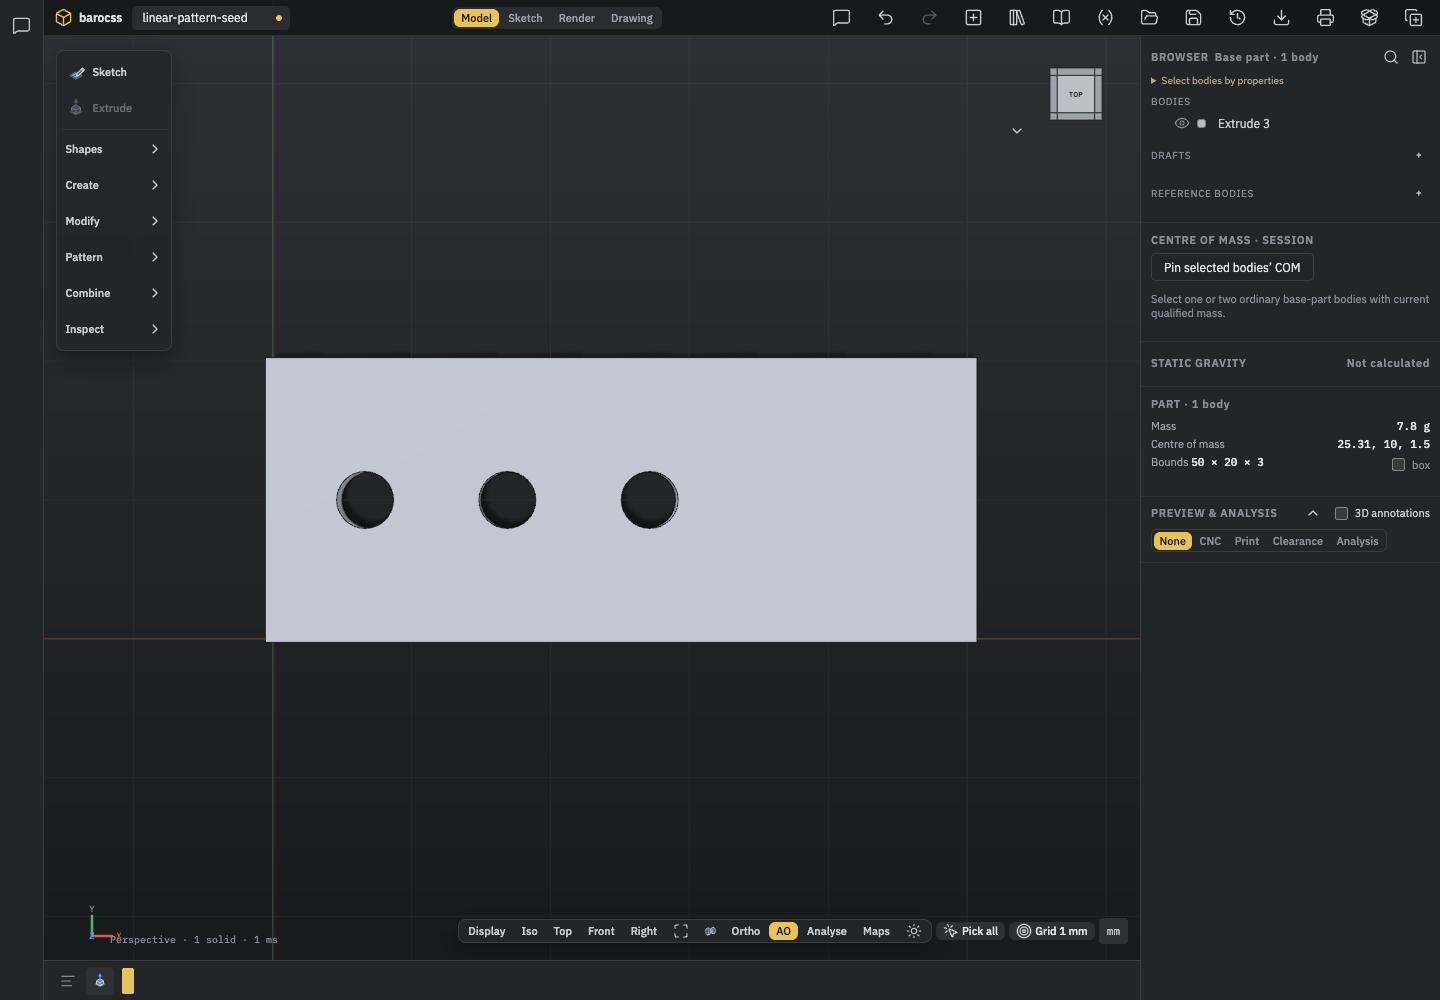 barocss
linear-pattern-seed
Model Sketch Render Drawing
Sketch
Extrude
Shapes
Create
Modify
Pattern
Combine
Inspect
TOP
BROWSER Base part · 1 body
Select bodies by properties
BODIES
Extrude 3
DRAFTS
REFERENCE BODIES
CENTRE OF MASS · SESSION
Pin selected bodies’ COM
Select one or two ordinary base-part bodies with current
qualified mass.
STATIC GRAVITY Not calculated
PART · 1 body
Mass 7.8 g
Centre of mass 25.31, 10, 1.5
Bounds 50 × 20 × 3 box
PREVIEW & ANALYSIS 3D annotations
None CNC Print Clearance Analysis
Y
Z X
Perspective · 1 solid · 1 ms
Display Iso Top Front Right Ortho AO Analyse Maps Pick all Grid 1 mm mm